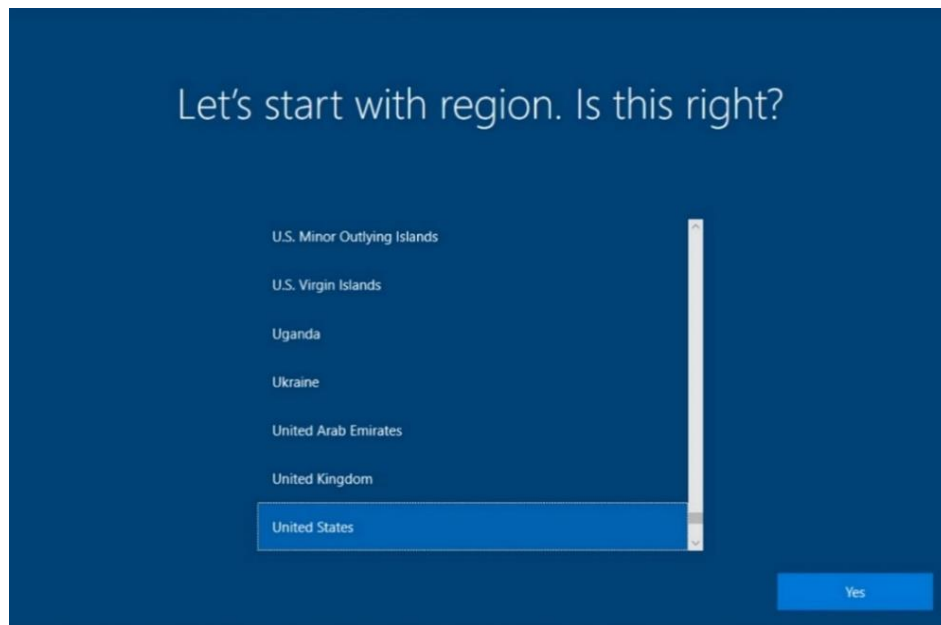 Let's start with region. Is this right?
U.S. Minor Outlying Islands
U.S. Virgin Islands
Uganda
Ukraine
United Arab Emirates
United Kingdom
United States
Yes